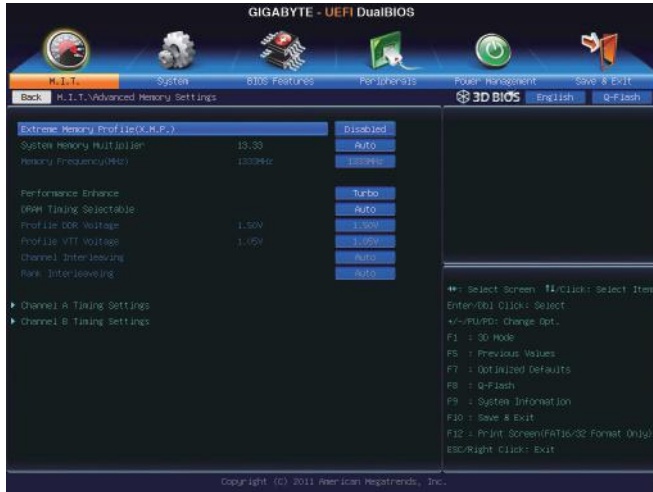 GIGABYTE - UEFI DualBIOS
M.I.T. System BIOS Features Peripherals Power Management Save & Exit
Back M.I.T.\Advanced Memory Settings 3D BIOS English Q-Flash
Extreme Memory Profile(X.M.P.) Disabled
System Memory Multiplier 13.33 Auto
Memory Frequency(MHz) 1333MHz 1333MHz
Performance Enhance Turbo
DRAM Timing Selectable Auto
Profile DDR Voltage 1.50V 1.50V
Profile VTT Voltage 1.05V 1.05V
Channel Interleaving Auto
Rank Interleaving Auto
Channel A Timing Settings
Channel B Timing Settings
↔: Select Screen ↑↓/Click: Select Item
Enter/Dbl Click: Select
+/-/PU/PD: Change Opt.
F1 : 3D Mode
F5 : Previous Values
F7 : Optimized Defaults
F8 : Q-Flash
F9 : System Information
F10 : Save & Exit
F12 : Print Screen(FAT16/32 Format Only)
ESC/Right Click: Exit
Copyright (C) 2011 American Megatrends, Inc.